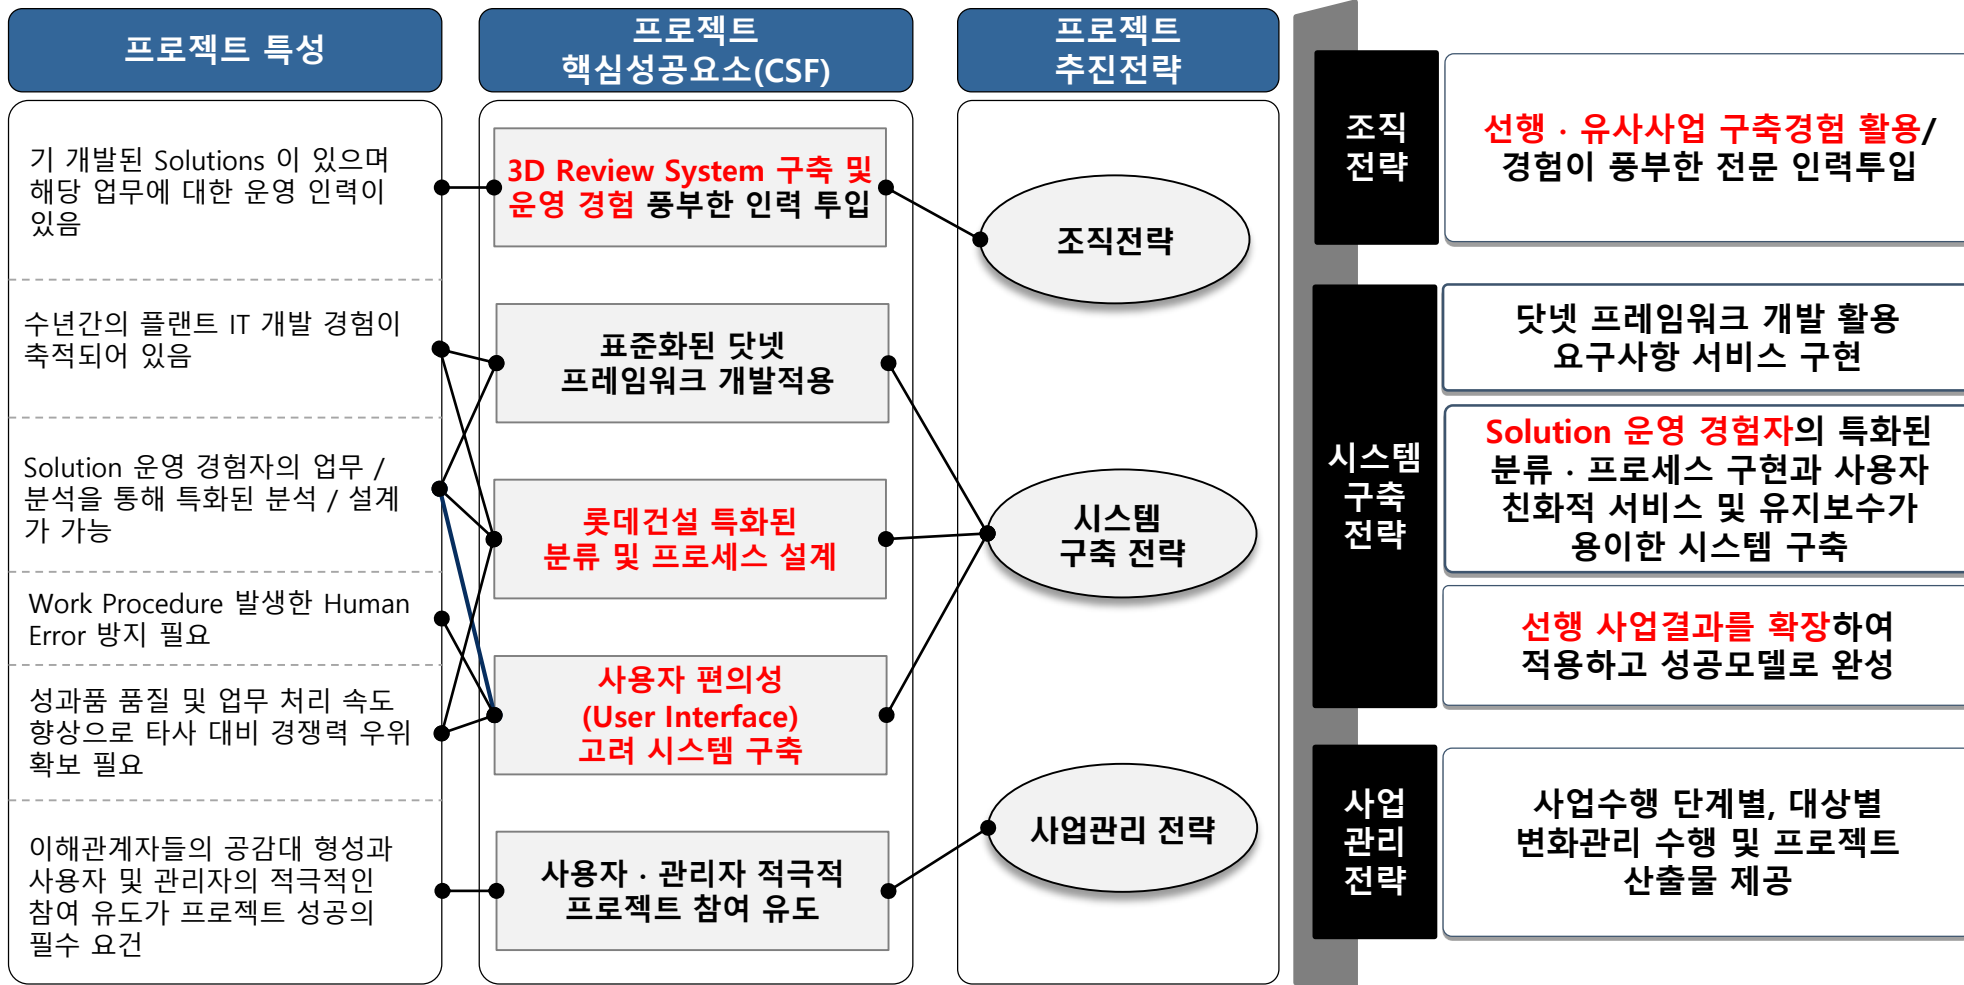 프로젝트 특성
프로젝트
핵심성공요소(CSF)
프로젝트
추진전략
기 개발된 Solutions 이 있으며
해당 업무에 대한 운영 인력이
있음
수년간의 플랜트 IT 개발 경험이
축적되어 있음
Solution 운영 경험자의 업무 /
분석을 통해 특화된 분석 / 설계
가 가능
Work Procedure 발생한 Human
Error 방지 필요
성과품 품질 및 업무 처리 속도
향상으로 타사 대비 경쟁력 우위
확보 필요
이해관계자들의 공감대 형성과
사용자 및 관리자의 적극적인
참여 유도가 프로젝트 성공의
필수 요건
3D Review System 구축 및
운영 경험 풍부한 인력 투입
표준화된 닷넷
프레임워크 개발적용
롯데건설 특화된
분류 및 프로세스 설계
사용자 편의성
(User Interface)
고려 시스템 구축
사용자 · 관리자 적극적
프로젝트 참여 유도
조직전략
시스템
구축 전략
사업관리 전략
조직
전략
선행 · 유사사업 구축경험 활용/
경험이 풍부한 전문 인력투입
시스템
구축
전략
닷넷 프레임워크 개발 활용
요구사항 서비스 구현
Solution 운영 경험자의 특화된
분류 · 프로세스 구현과 사용자
친화적 서비스 및 유지보수가
용이한 시스템 구축
선행 사업결과를 확장하여
적용하고 성공모델로 완성
사업
관리
전략
사업수행 단계별, 대상별
변화관리 수행 및 프로젝트
산출물 제공